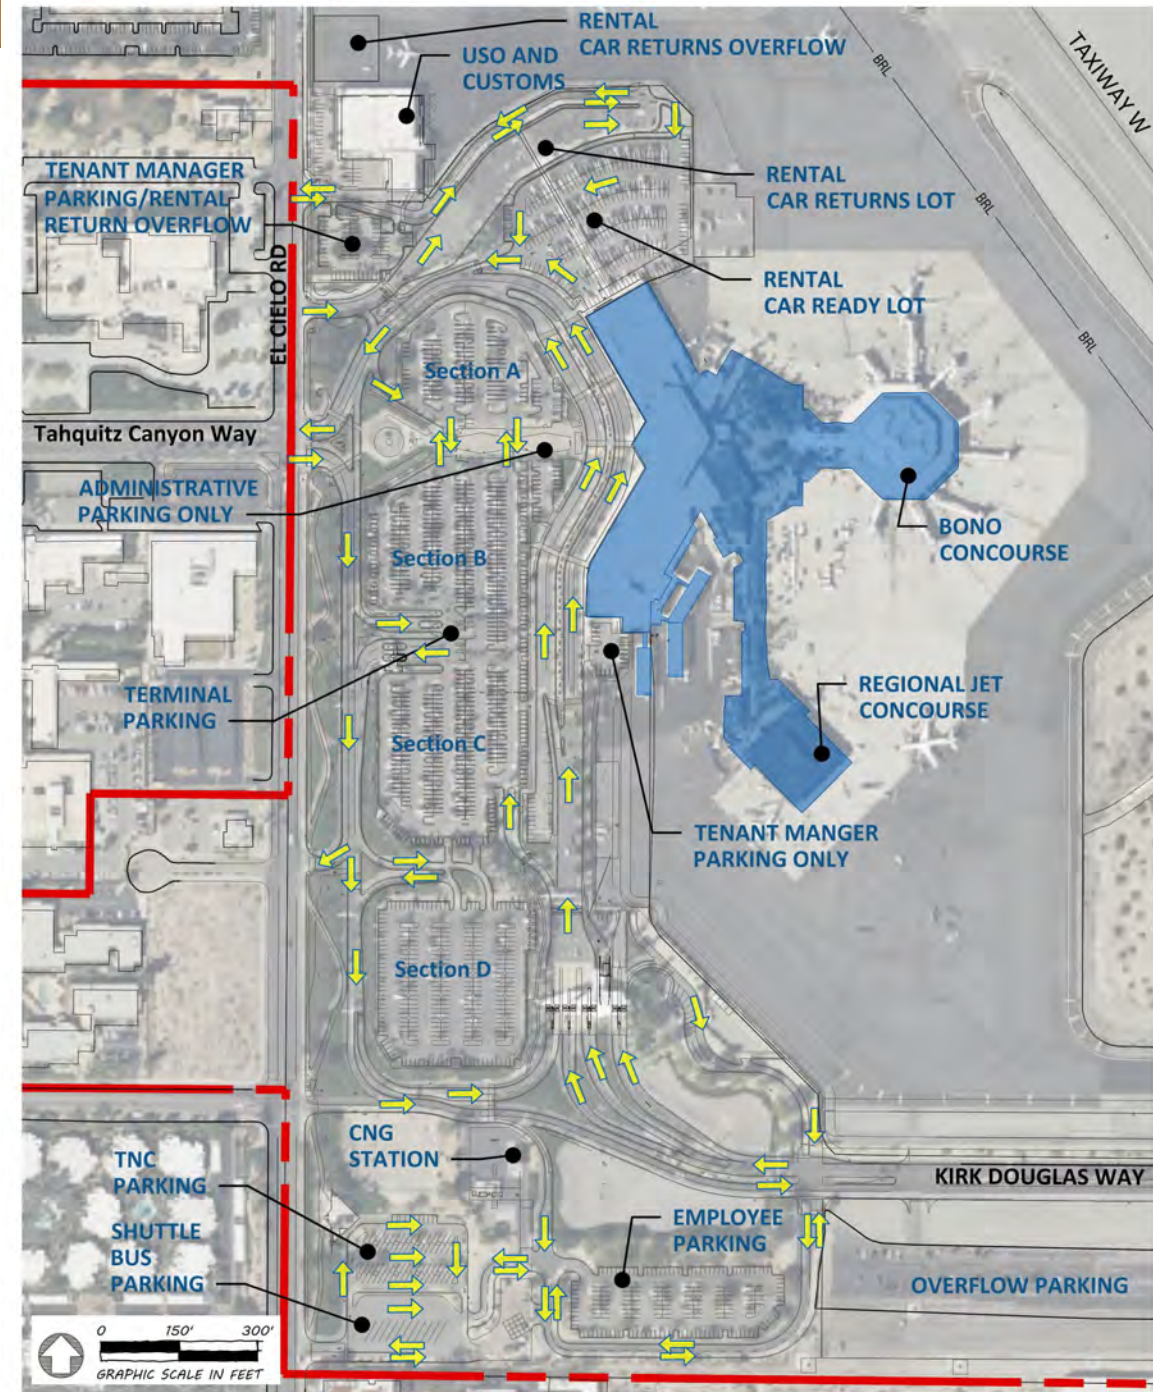 RENTAL
CAR RETURNS OVERFLOW
USO AND
CUSTOMS
TAXIWAY W
BRL
TENANT MANAGER
PARKING/RENTAL
RETURN OVERFLOW
RENTAL
CAR RETURNS LOT
BRL
RENTAL
CAR READY LOT
EL CIELO RD
BRL
Section A
Tahquitz Canyon Way
ADMINISTRATIVE
PARKING ONLY
BONO
CONCOURSE
Section B
TERMINAL
PARKING
REGIONAL JET
CONCOURSE
Section C
TENANT MANGER
PARKING ONLY
Section D
CNG
STATION
TNC
PARKING
KIRK DOUGLAS WAY
SHUTTLE
BUS
PARKING
EMPLOYEE
PARKING
OVERFLOW PARKING
0 150' 300'
GRAPHIC SCALE IN FEET